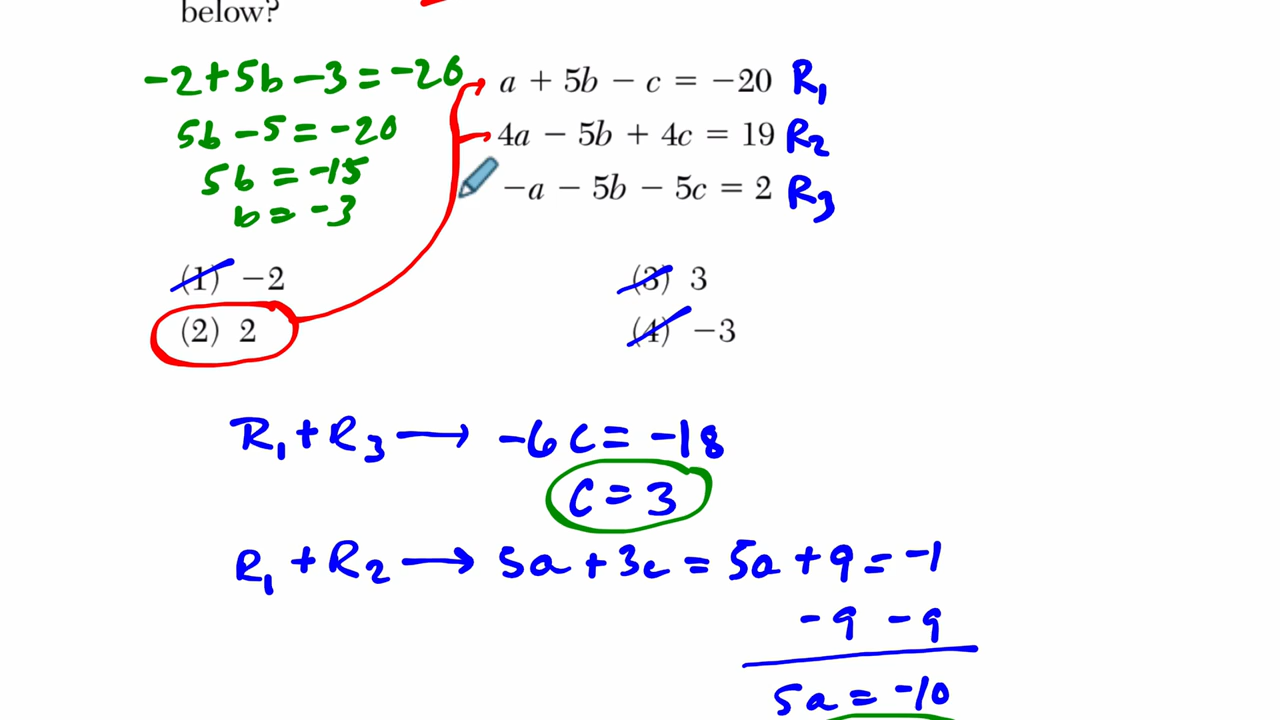 below?
-2+5b-3=-20
a + 5b − c = −20 R₁
5b-5=-20
4a − 5b + 4c = 19 R₂
5b = -15
−a − 5b − 5c = 2 R₃
b = -3
(1) −2
(3) 3
(2) 2
(4) −3
R₁+R₃ → -6c = -18
c = 3
R₁+R₂ → 5a+3c = 5a+9 = -1
-9 -9
5a = -10